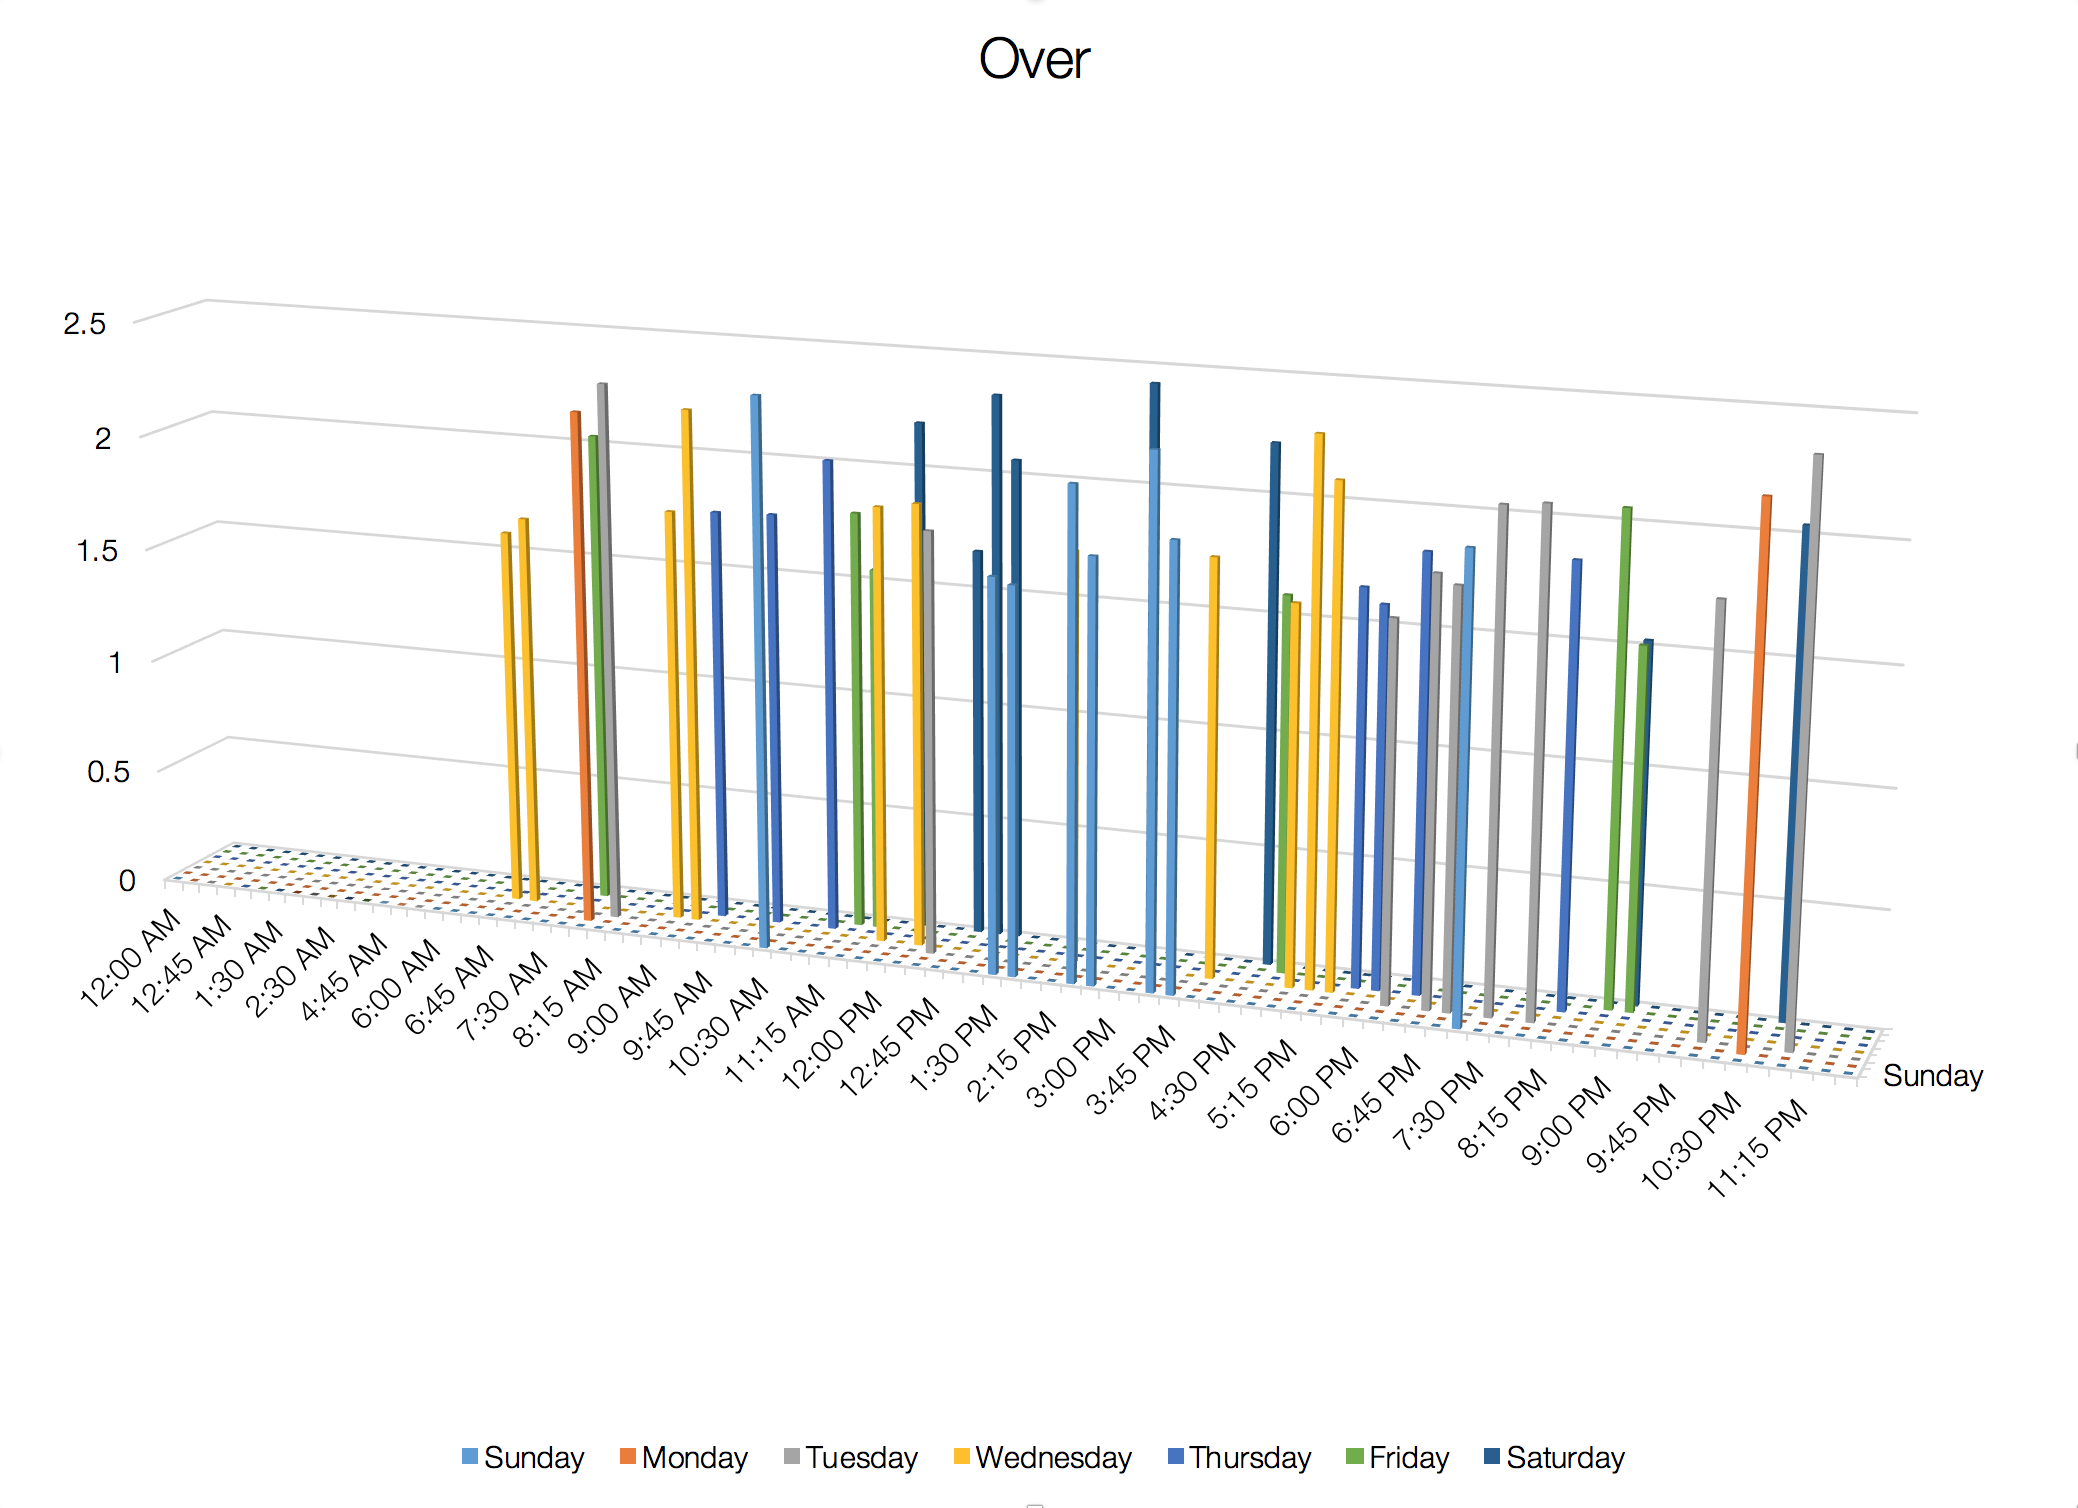 Over
2.5
2
1.5
1
0.5
0
12:00 AM
12:45 AM
1:30 AM
2:30 AM
4:45 AM
6:00 AM
6:45 AM
7:30 AM
8:15 AM
9:00 AM
9:45 AM
10:30 AM
11:15 AM
12:00 PM
12:45 PM
1:30 PM
2:15 PM
3:00 PM
3:45 PM
4:30 PM
5:15 PM
6:00 PM
6:45 PM
7:30 PM
8:15 PM
9:00 PM
9:45 PM
10:30 PM
11:15 PM
Sunday
Sunday Monday Tuesday Wednesday Thursday Friday Saturday